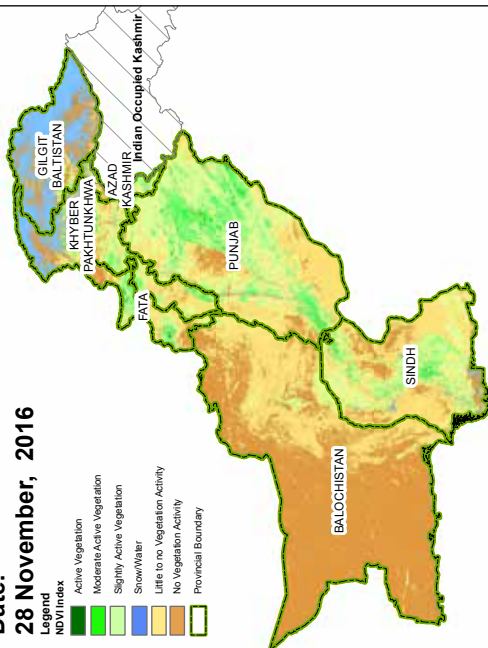 Date:
28 November, 2016
Legend
NDVI Index
Active Vegetation
Moderate Active Vegetation
Slightly Active Vegetation
Snow/Water
Little to no Vegetation Activity
No Vegetation Activity
Provincial Boundary
GILGIT
BALTISTAN
KHYBER
PAKHTUNKHWA
AZAD
KASHMIR
Indian Occupied Kashmir
FATA
PUNJAB
BALOCHISTAN
SINDH